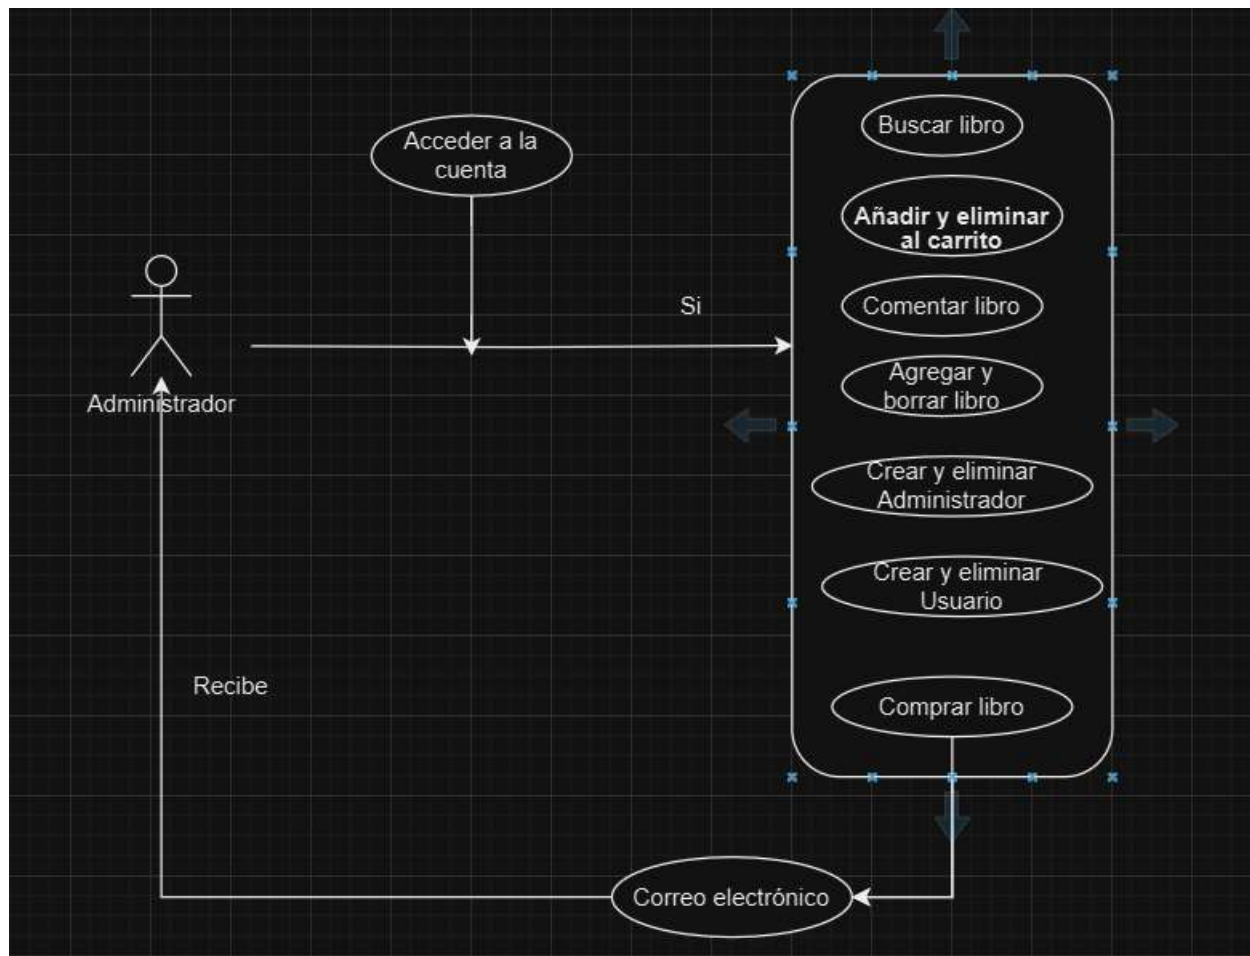 Buscar libro
Acceder a la
cuenta
Añadir y eliminar
al carrito
Si
Comentar libro
Agregar y
borrar libro
Administrador
Crear y eliminar
Administrador
Crear y eliminar
Usuario
Recibe
Comprar libro
Correo electrónico